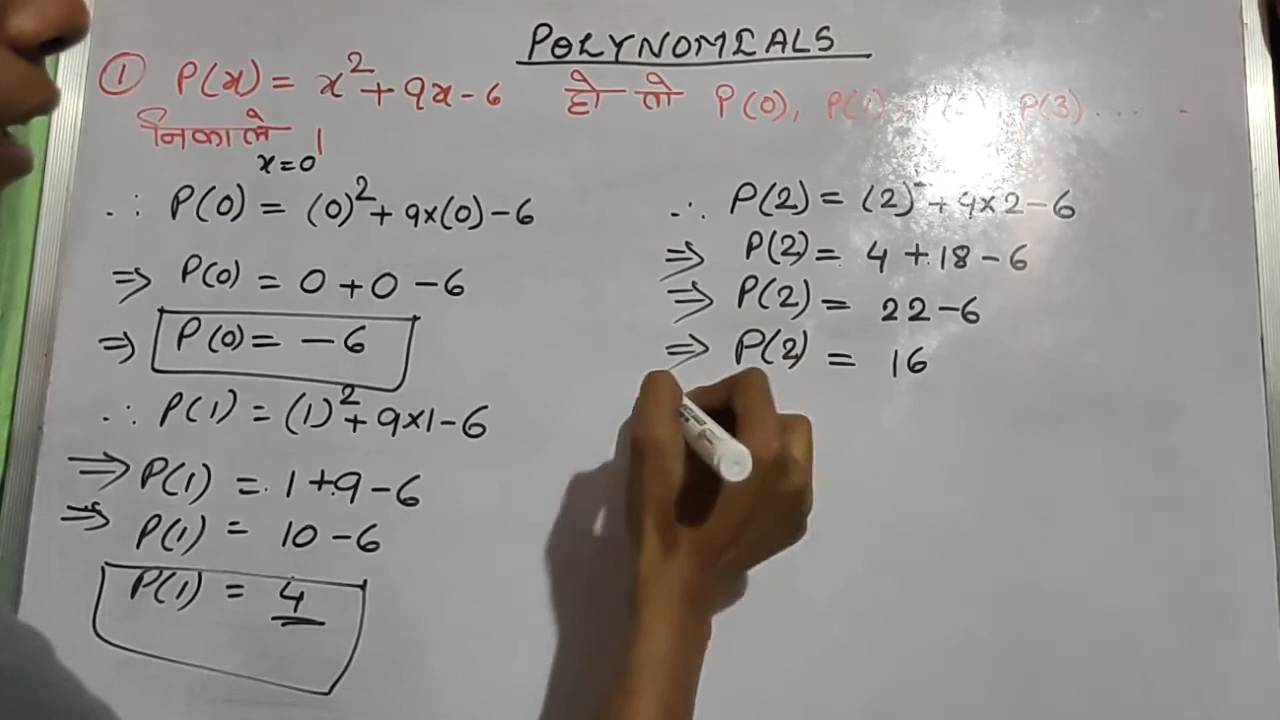 POLYNOMIALS
① P(x) = x² + 9x - 6 हो तो P(0), P(1), P(2), P(3) .... -
निकाले ।
x = 0
∴ P(0) = (0)² + 9×(0) - 6
⇒ P(0) = 0 + 0 - 6
⇒ P(0) = - 6
∴ P(1) = (1)² + 9×1 - 6
⇒ P(1) = 1 + 9 - 6
⇒ P(1) = 10 - 6
P(1) = 4
∴ P(2) = (2)² + 9×2 - 6
⇒ P(2) = 4 + 18 - 6
⇒ P(2) = 22 - 6
⇒ P(2) = 16